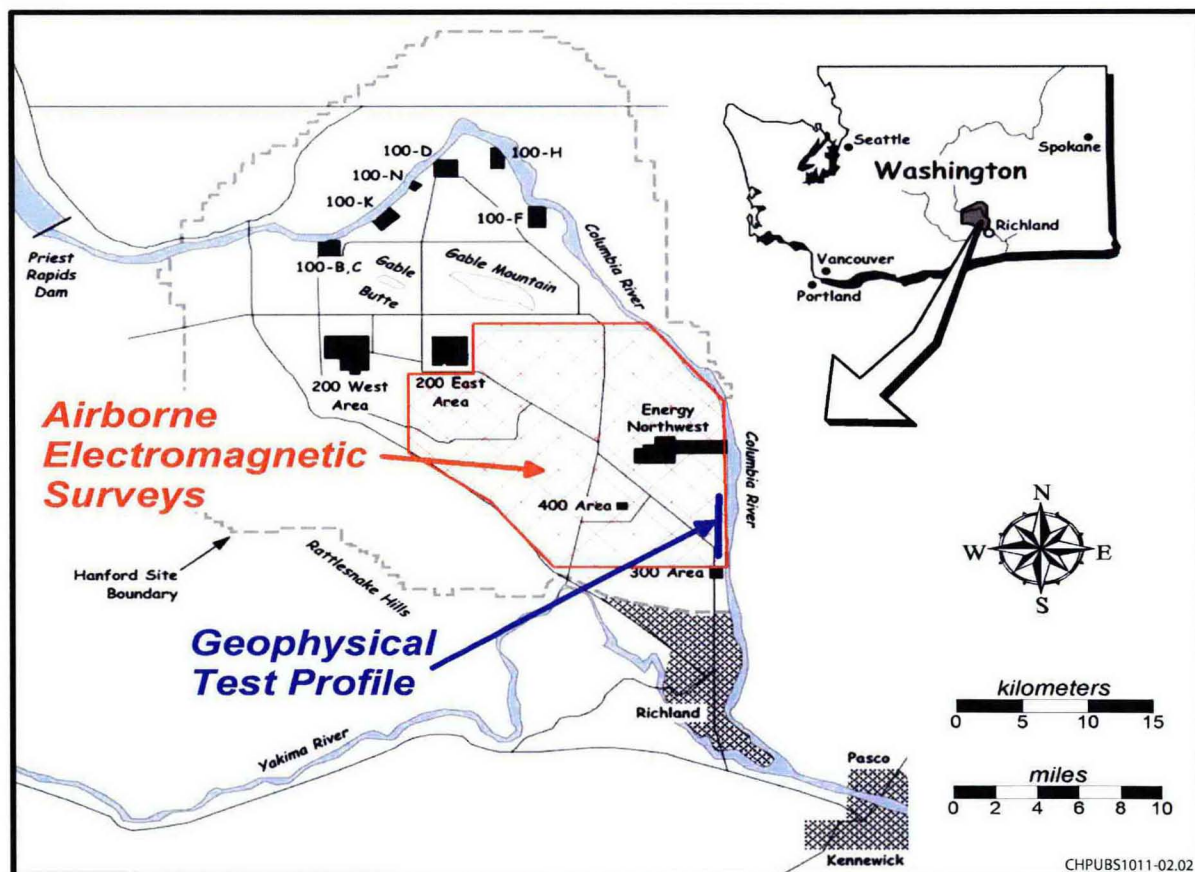 100-D
100-H
100-N
100-K
100-F
100-B,C
Priest
Rapids
Dam
Gable
Butte
Gable Mountain
Columbia River
200 West
Area
200 East
Area
Airborne
Electromagnetic
Surveys
Energy
Northwest
Columbia River
400 Area
300 Area
Hanford Site
Boundary
Rattlesnake Hills
Geophysical
Test Profile
Richland
Yakima River
Pasco
Kennewick
Seattle
Spokane
Washington
Richland
Vancouver
Portland
N
W
E
S
kilometers
0 5 10 15
miles
0 2 4 6 8 10
CHPUBS1011-02.02